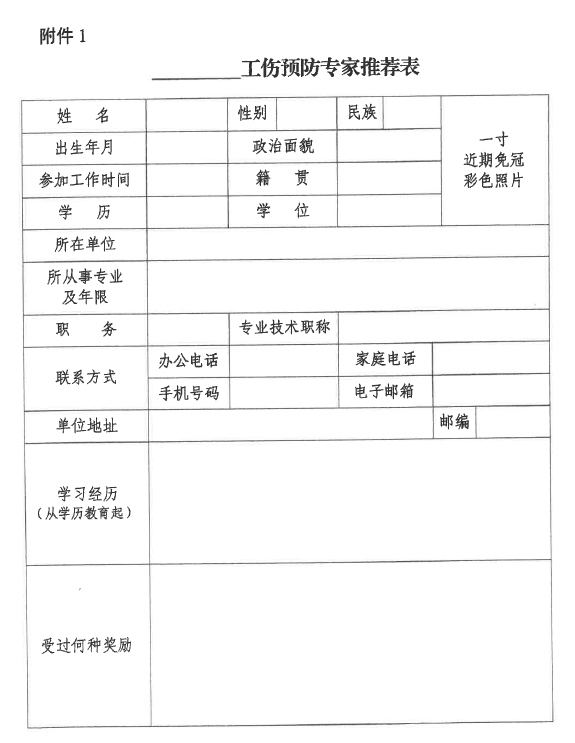 附件1
________工伤预防专家推荐表
姓 名 性别 民族 一寸
近期免冠
彩色照片
出生年月 政治面貌
参加工作时间 籍 贯
学 历 学 位
所在单位
所从事专业
及年限
职 务 专业技术职称
联系方式 办公电话 家庭电话
手机号码 电子邮箱
单位地址 邮编
学习经历
（从学历教育起）
受过何种奖励